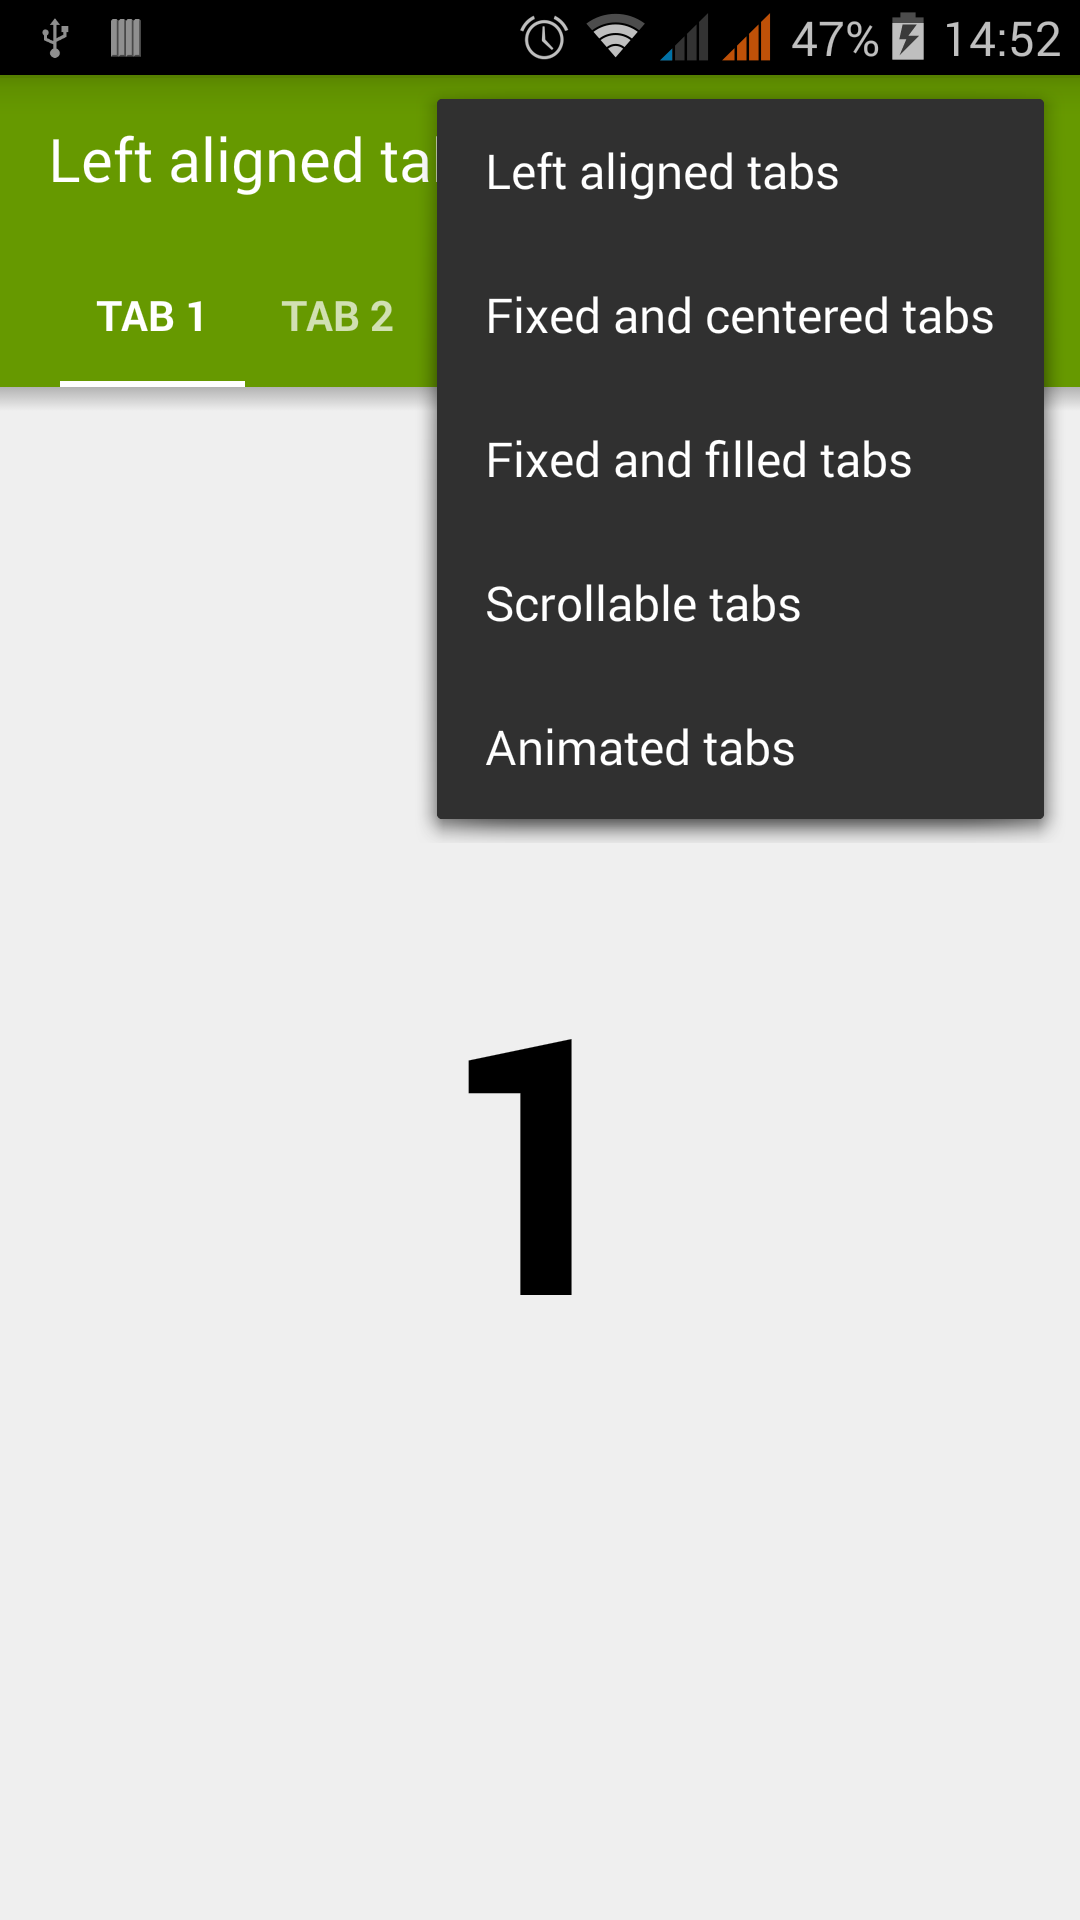 47% 14:52
Left aligned ta
Left aligned tabs
TAB 1 TAB 2
Fixed and centered tabs
Fixed and filled tabs
Scrollable tabs
Animated tabs
1